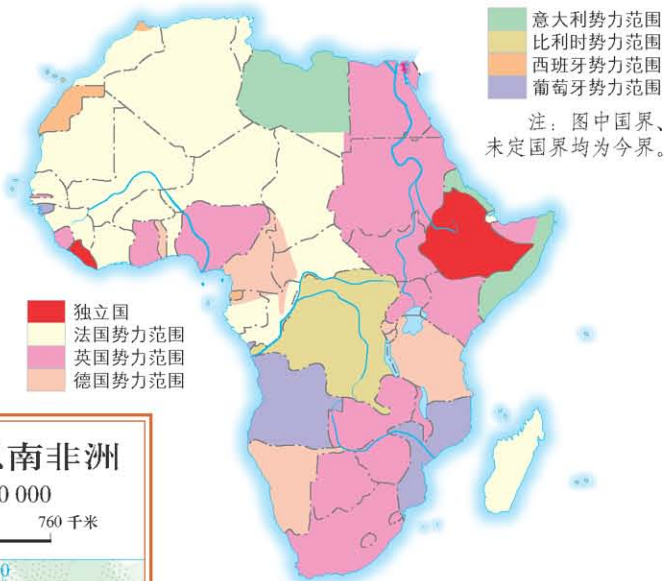 意大利势力范围
比利时势力范围
西班牙势力范围
葡萄牙势力范围
注：图中国界、
未定国界均为今界。
独立国
法国势力范围
英国势力范围
德国势力范围
南非洲
0 000
760 千米